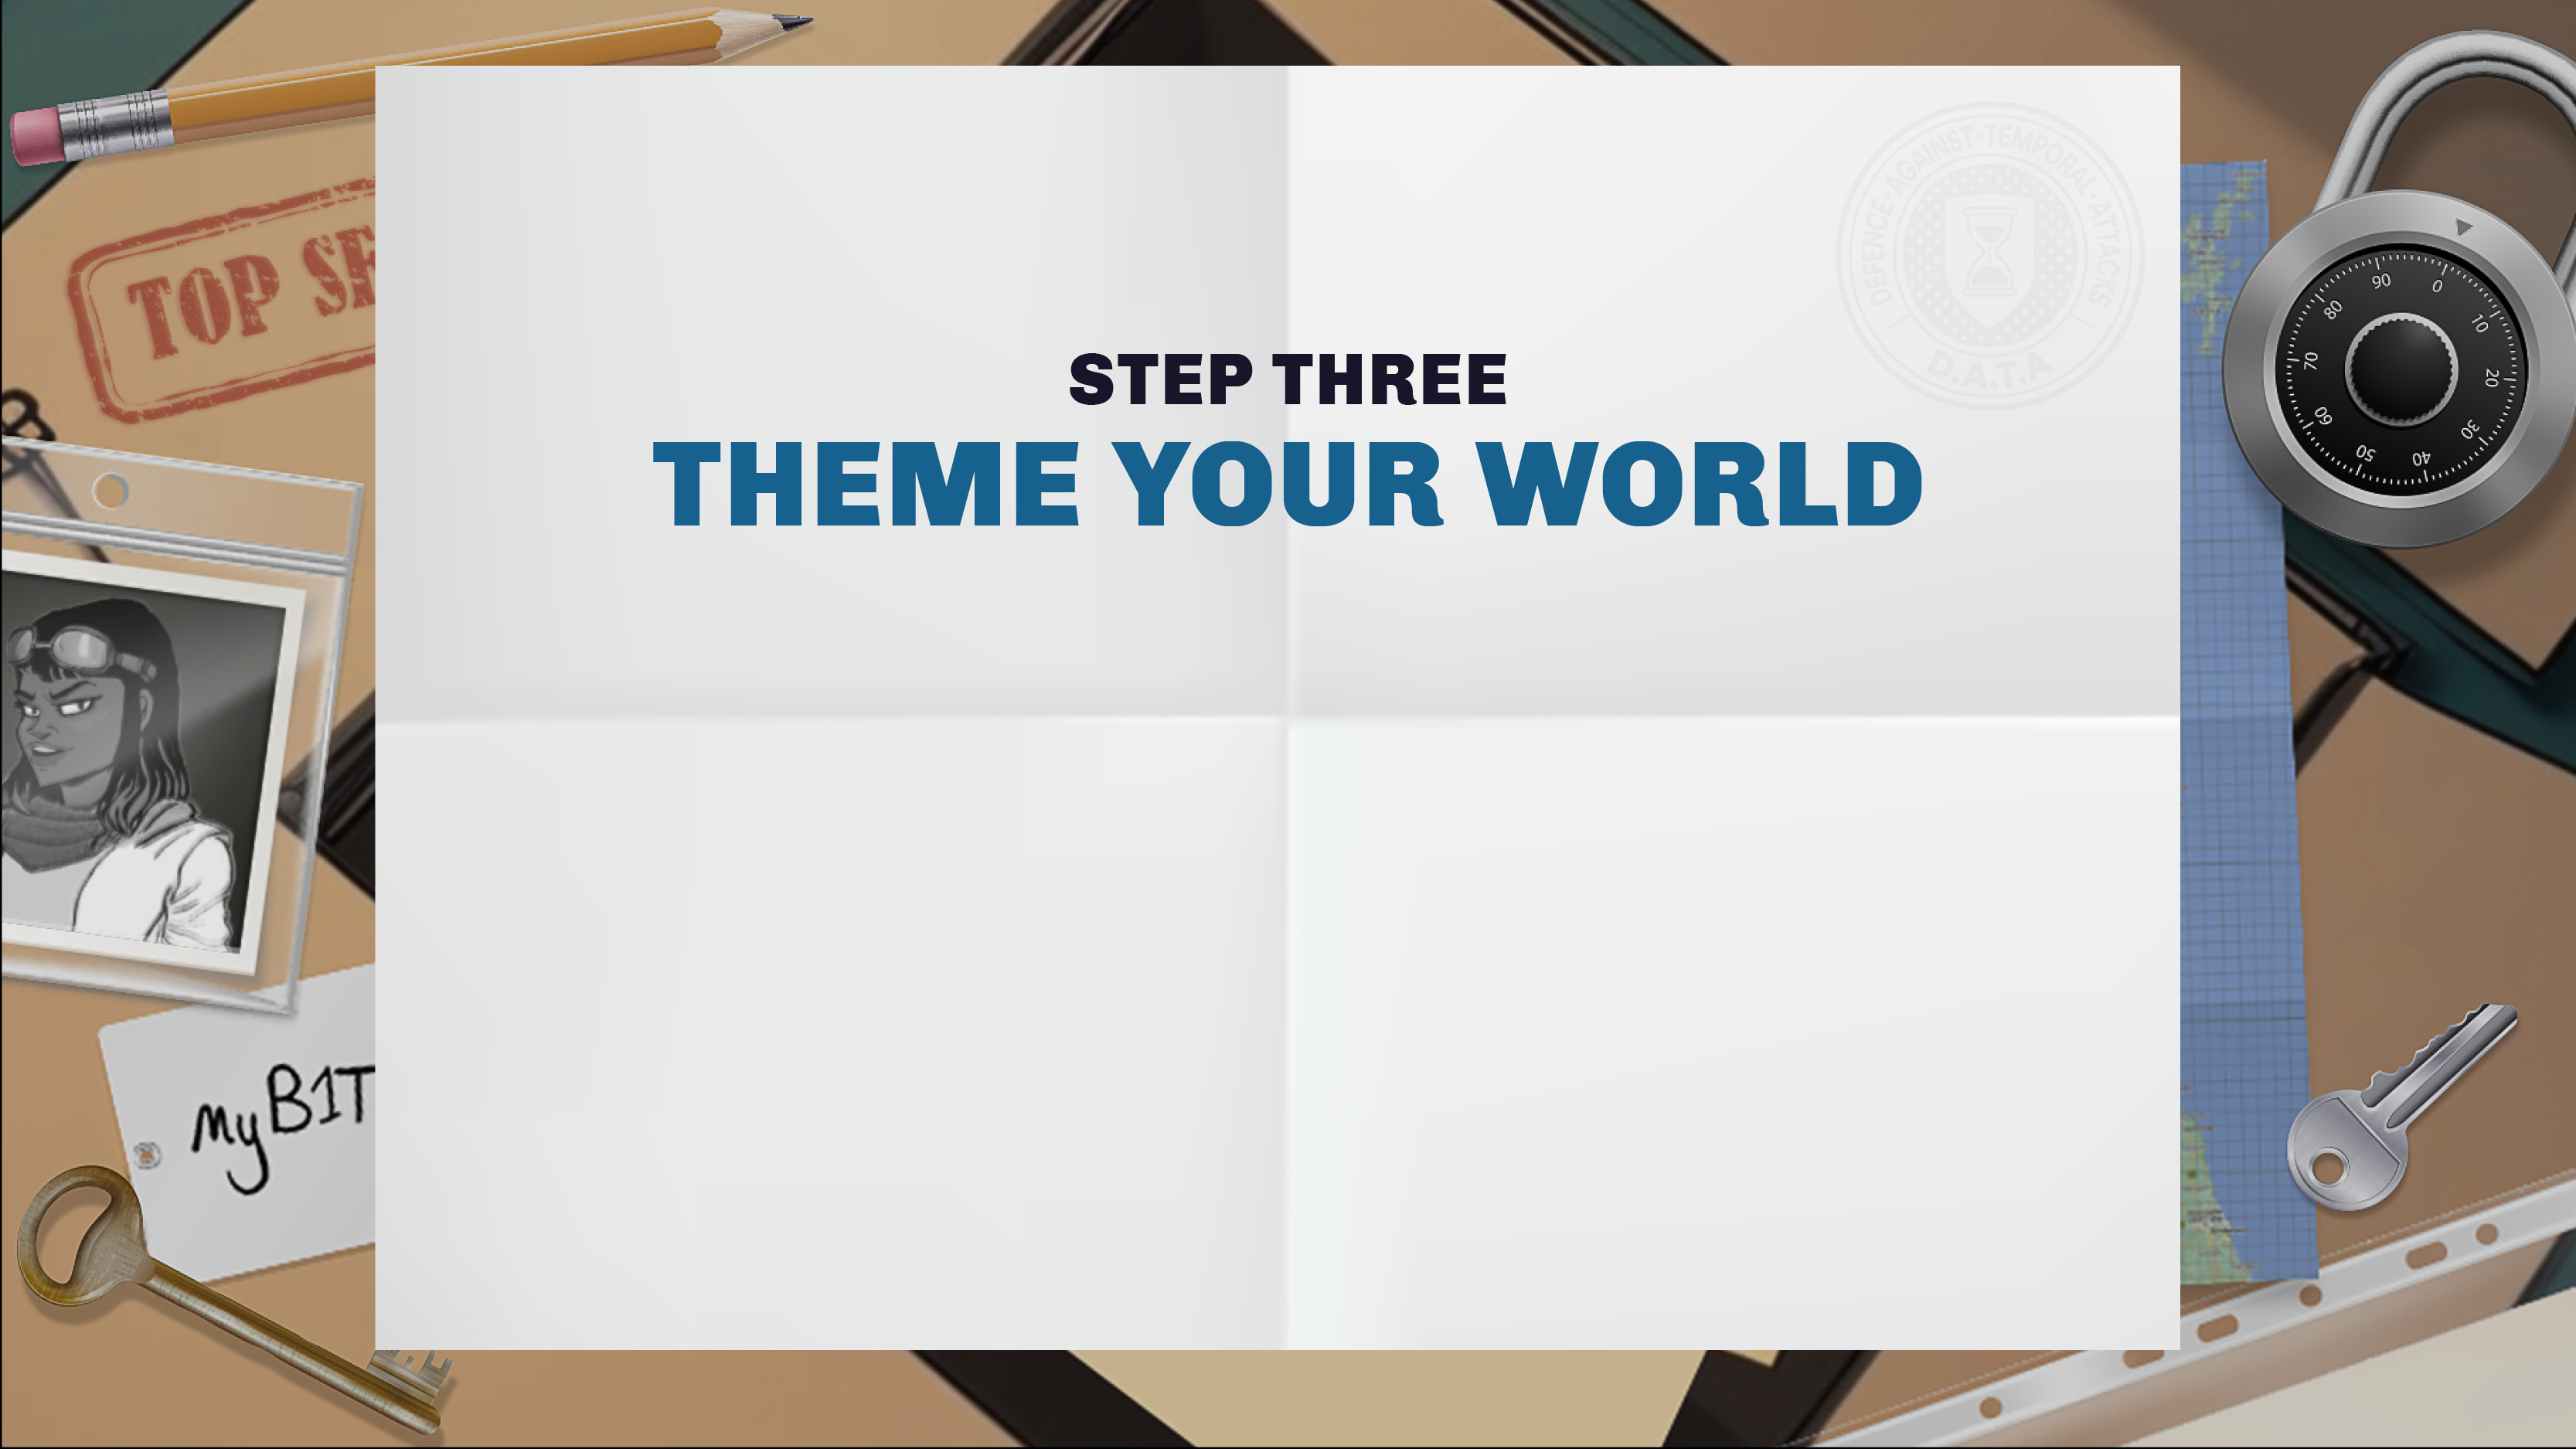 STEP THREE
THEME YOUR WORLD
DEFENCE · AGAINST · TEMPORAL · ATTACKS
D.A.T.A
TOP SE
myB1T
0
10
20
30
40
50
60
70
80
90